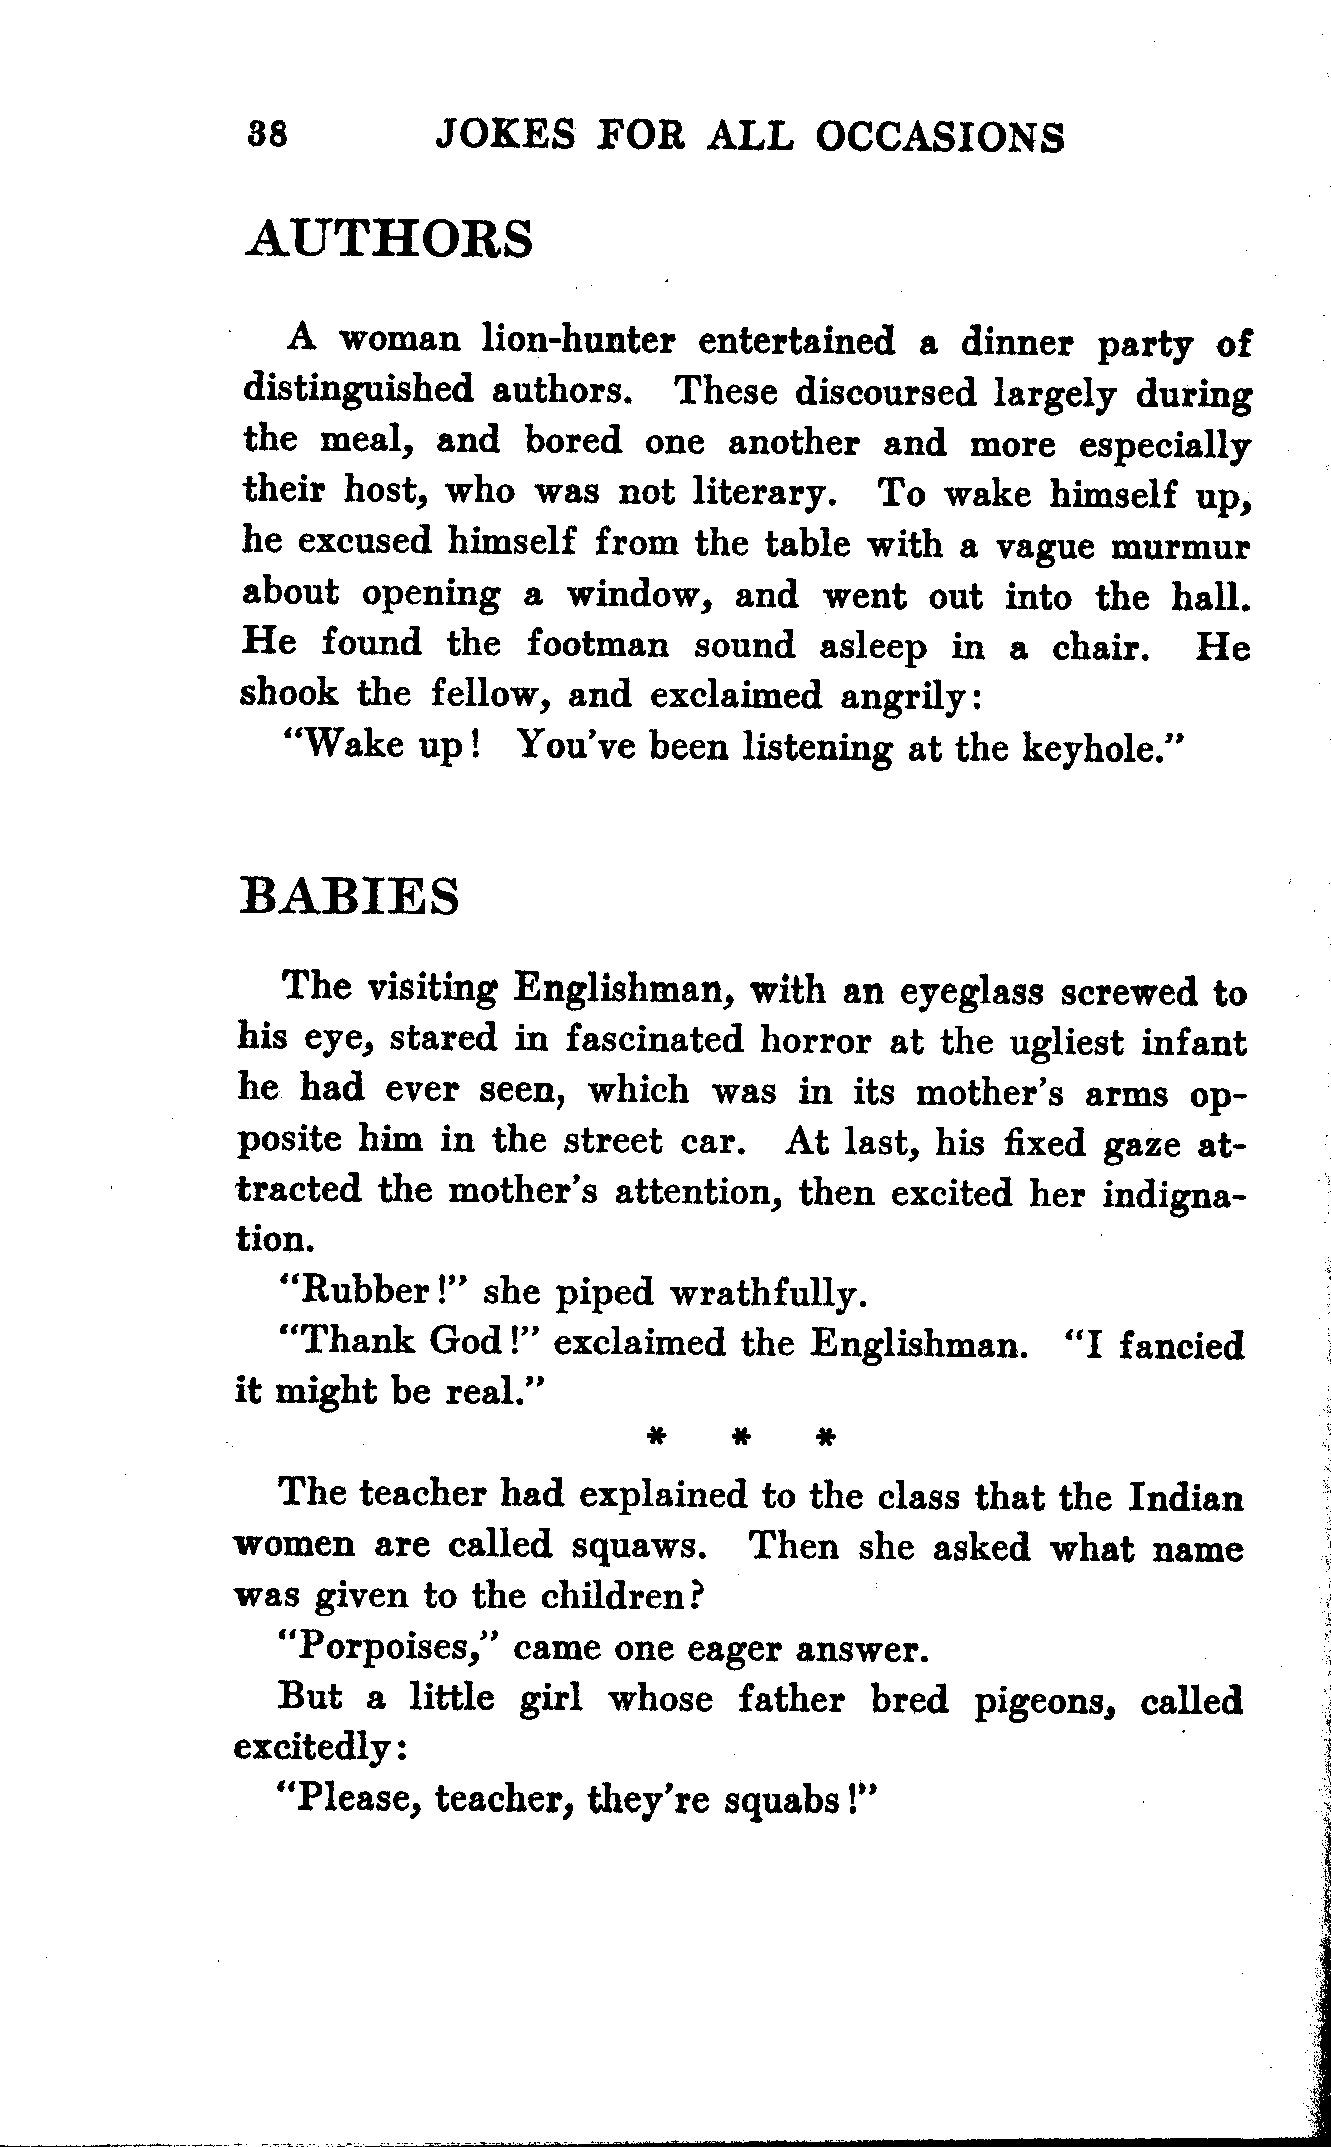 38 JOKES FOR ALL OCCASIONS
AUTHORS
A woman lion-hunter entertained a dinner party of
distinguished authors. These discoursed largely during
the meal, and bored one another and more especially
their host, who was not literary. To wake himself up,
he excused himself from the table with a vague murmur
about opening a window, and went out into the hall.
He found the footman sound asleep in a chair. He
shook the fellow, and exclaimed angrily:
"Wake up! You've been listening at the keyhole."
BABIES
The visiting Englishman, with an eyeglass screwed to
his eye, stared in fascinated horror at the ugliest infant
he had ever seen, which was in its mother's arms op-
posite him in the street car. At last, his fixed gaze at-
tracted the mother's attention, then excited her indigna-
tion.
"Rubber!" she piped wrathfully.
"Thank God!" exclaimed the Englishman. "I fancied
it might be real."
* * *
The teacher had explained to the class that the Indian
women are called squaws. Then she asked what name
was given to the children?
"Porpoises," came one eager answer.
But a little girl whose father bred pigeons, called
excitedly:
"Please, teacher, they're squabs!"